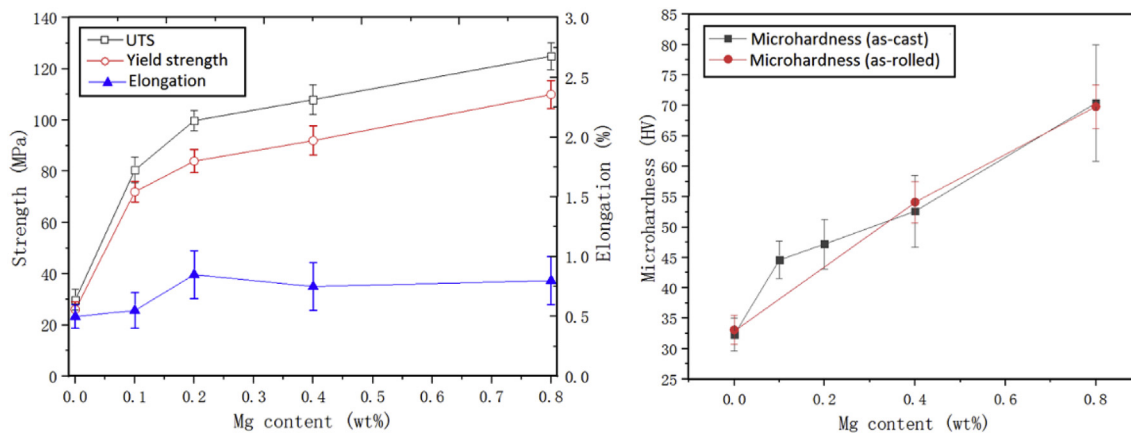 140
120
100
80
60
40
20
0
Strength (MPa)
UTS
Yield strength
Elongation
3.0
2.5
2.0
1.5
1.0
0.5
0.0
Elongation (%)
0.0 0.1 0.2 0.3 0.4 0.5 0.6 0.7 0.8
Mg content (wt%)
85
80
75
70
65
60
55
50
45
40
35
30
25
Microhardness (HV)
Microhardness (as-cast)
Microhardness (as-rolled)
0.0 0.2 0.4 0.6 0.8
Mg content (wt%)